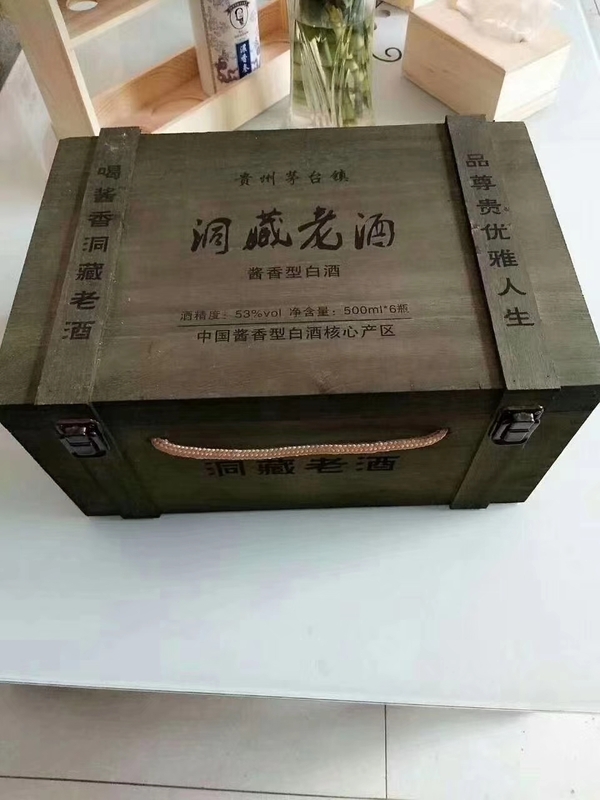 贵州茅台镇
洞藏老酒
酱香型白酒
酒精度：53%vol 净含量：500ml*6瓶
中国酱香型白酒核心产区
喝酱香洞藏老酒
品尊贵优雅人生
洞藏老酒